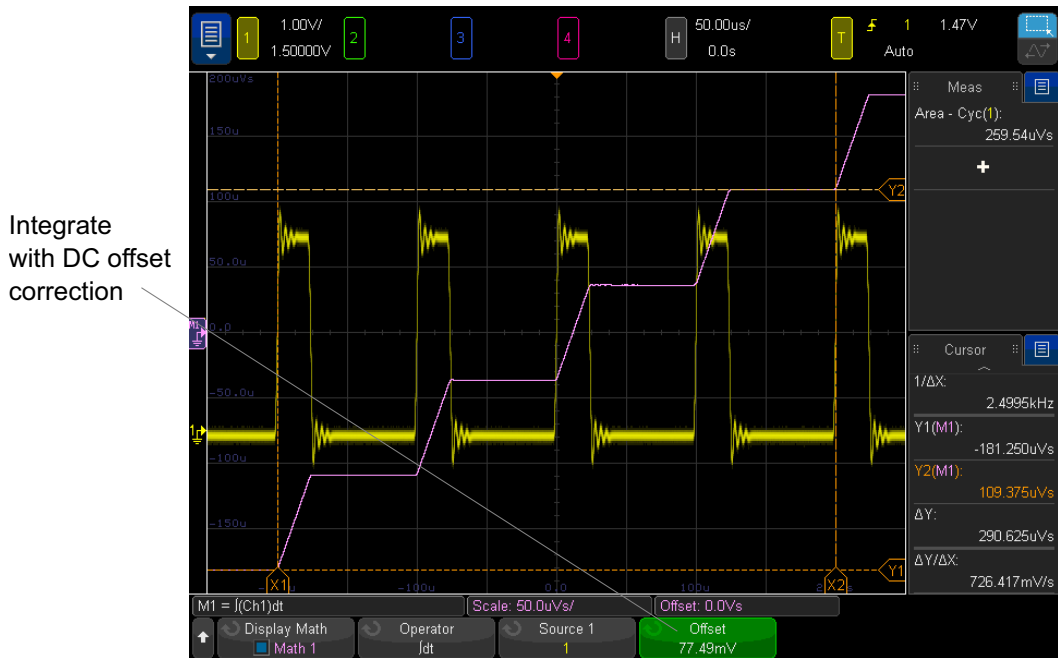 1
1.00V/
1.50000V
2
3
4
H
50.00us/
0.0s
T
1
1.47V
Auto
Integrate
with DC offset
correction
200uVs
150u
100u
50.0u
0.0
-50.0u
-100u
-150u
M1
1
Y2
Y1
X1
-100u
0.0
100u
X2
Meas
Area - Cyc(1):
259.54uVs
+
Cursor
1/ΔX:
2.4995kHz
Y1(M1):
-181.250uVs
Y2(M1):
109.375uVs
ΔY:
290.625uVs
ΔY/ΔX:
726.417mV/s
M1 = ∫(Ch1)dt
Scale: 50.0uVs/
Offset: 0.0Vs
Display Math
Math 1
Operator
∫dt
Source 1
1
Offset
77.49mV